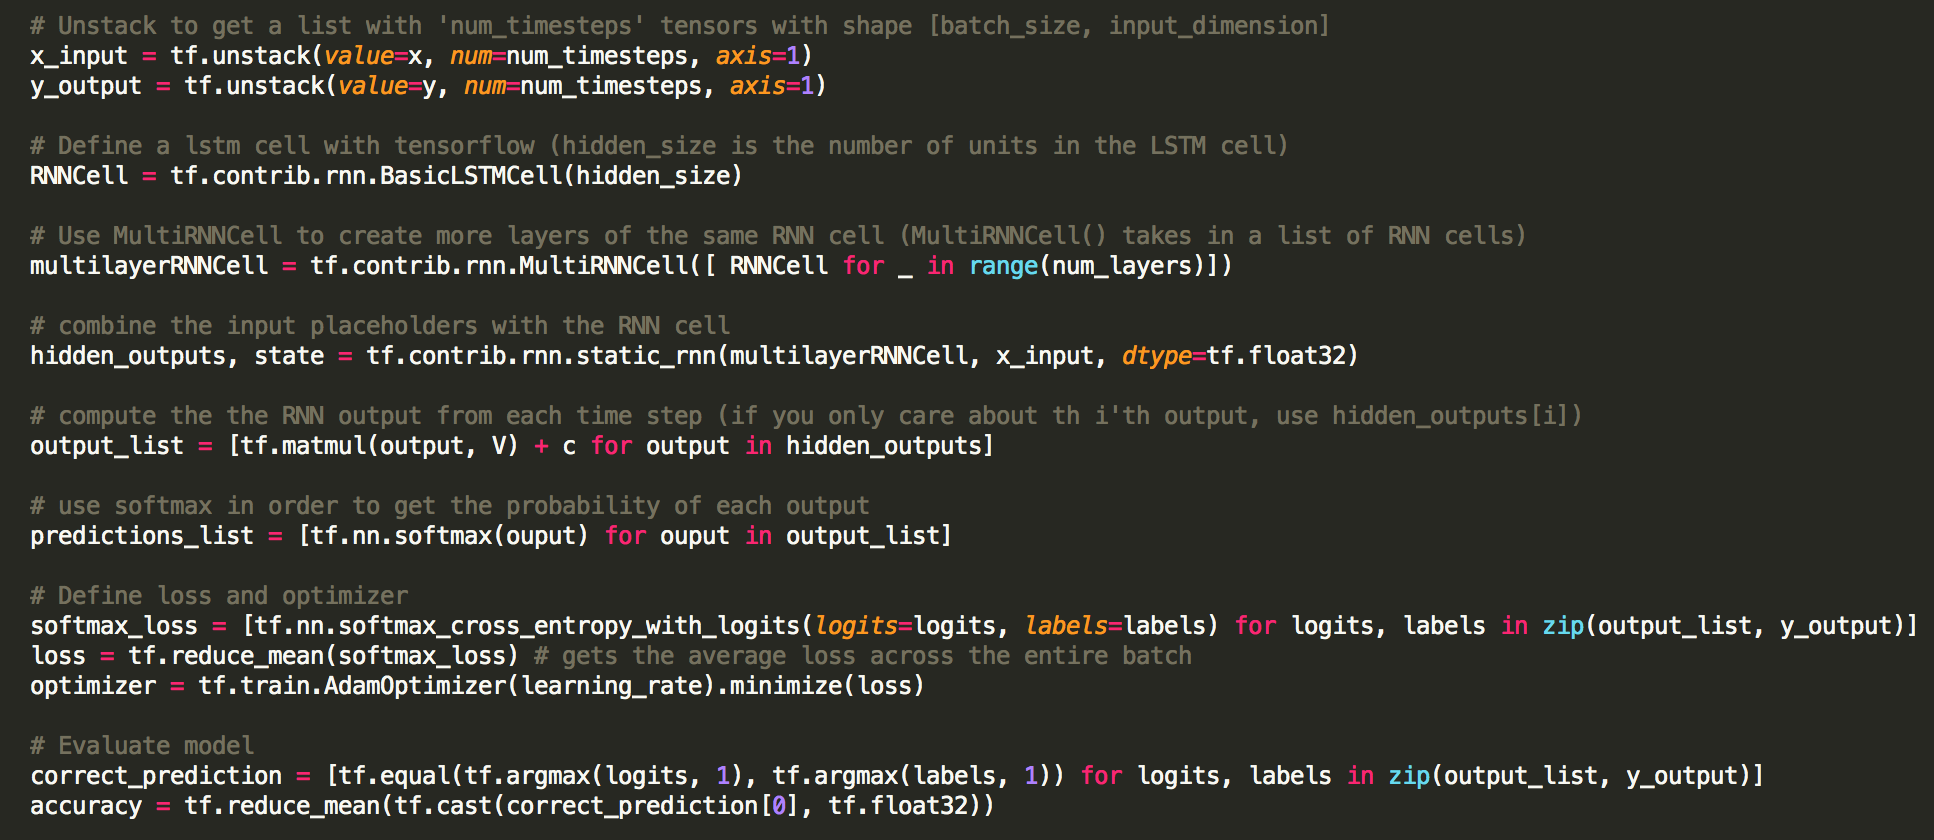 # Unstack to get a list with 'num_timesteps' tensors with shape [batch_size, input_dimension]
x_input = tf.unstack(value=x, num=num_timesteps, axis=1)
y_output = tf.unstack(value=y, num=num_timesteps, axis=1)

# Define a lstm cell with tensorflow (hidden_size is the number of units in the LSTM cell)
RNNCell = tf.contrib.rnn.BasicLSTMCell(hidden_size)

# Use MultiRNNCell to create more layers of the same RNN cell (MultiRNNCell() takes in a list of RNN cells)
multilayerRNNCell = tf.contrib.rnn.MultiRNNCell([ RNNCell for _ in range(num_layers)])

# combine the input placeholders with the RNN cell
hidden_outputs, state = tf.contrib.rnn.static_rnn(multilayerRNNCell, x_input, dtype=tf.float32)

# compute the the RNN output from each time step (if you only care about th i'th output, use hidden_outputs[i])
output_list = [tf.matmul(output, V) + c for output in hidden_outputs]

# use softmax in order to get the probability of each output
predictions_list = [tf.nn.softmax(ouput) for ouput in output_list]

# Define loss and optimizer
softmax_loss = [tf.nn.softmax_cross_entropy_with_logits(logits=logits, labels=labels) for logits, labels in zip(output_list, y_output)]
loss = tf.reduce_mean(softmax_loss) # gets the average loss across the entire batch
optimizer = tf.train.AdamOptimizer(learning_rate).minimize(loss)

# Evaluate model
correct_prediction = [tf.equal(tf.argmax(logits, 1), tf.argmax(labels, 1)) for logits, labels in zip(output_list, y_output)]
accuracy = tf.reduce_mean(tf.cast(correct_prediction[0], tf.float32))